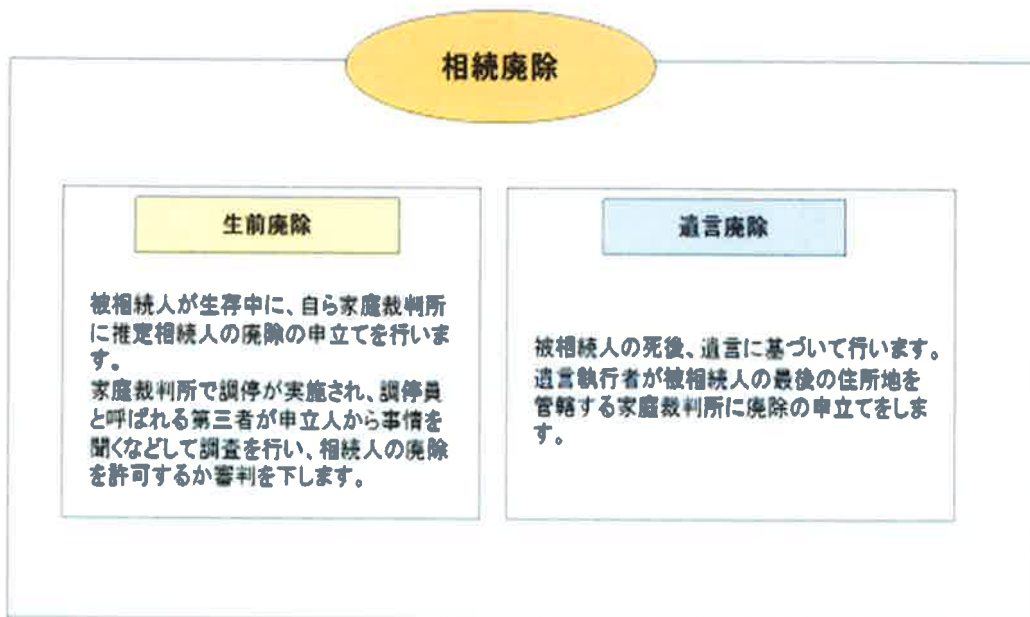 相続廃除
生前廃除
被相続人が生存中に、自ら家庭裁判所
に推定相続人の廃除の申立てを行いま
す。
家庭裁判所で調停が実施され、調停員
と呼ばれる第三者が申立人から事情を
聞くなどして調査を行い、相続人の廃除
を許可するか審判を下します。
遺言廃除
被相続人の死後、遺言に基づいて行います。
遺言執行者が被相続人の最後の住所地を
管轄する家庭裁判所に廃除の申立てをしま
す。